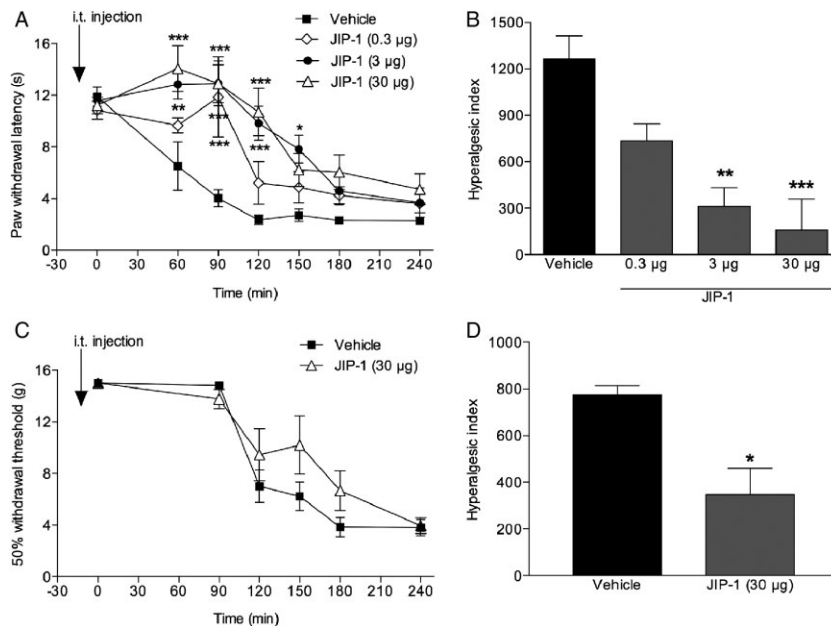 A
i.t. injection
Vehicle
JIP-1 (0.3 µg)
JIP-1 (3 µg)
JIP-1 (30 µg)
Paw withdrawal latency (s)
16
12
8
4
0
***
***
***
**
*
***
***
-30 0 30 60 90 120 150 180 210 240
Time (min)
B
Hyperalgesic index
1500
1200
900
600
300
0
**
***
Vehicle
0.3 µg
3 µg
30 µg
JIP-1
C
i.t. injection
Vehicle
JIP-1 (30 µg)
50% withdrawal threshold (g)
16
12
8
4
0
-30 0 30 60 90 120 150 180 210 240
Time (min)
D
Hyperalgesic index
1000
800
600
400
200
0
*
Vehicle
JIP-1 (30 µg)